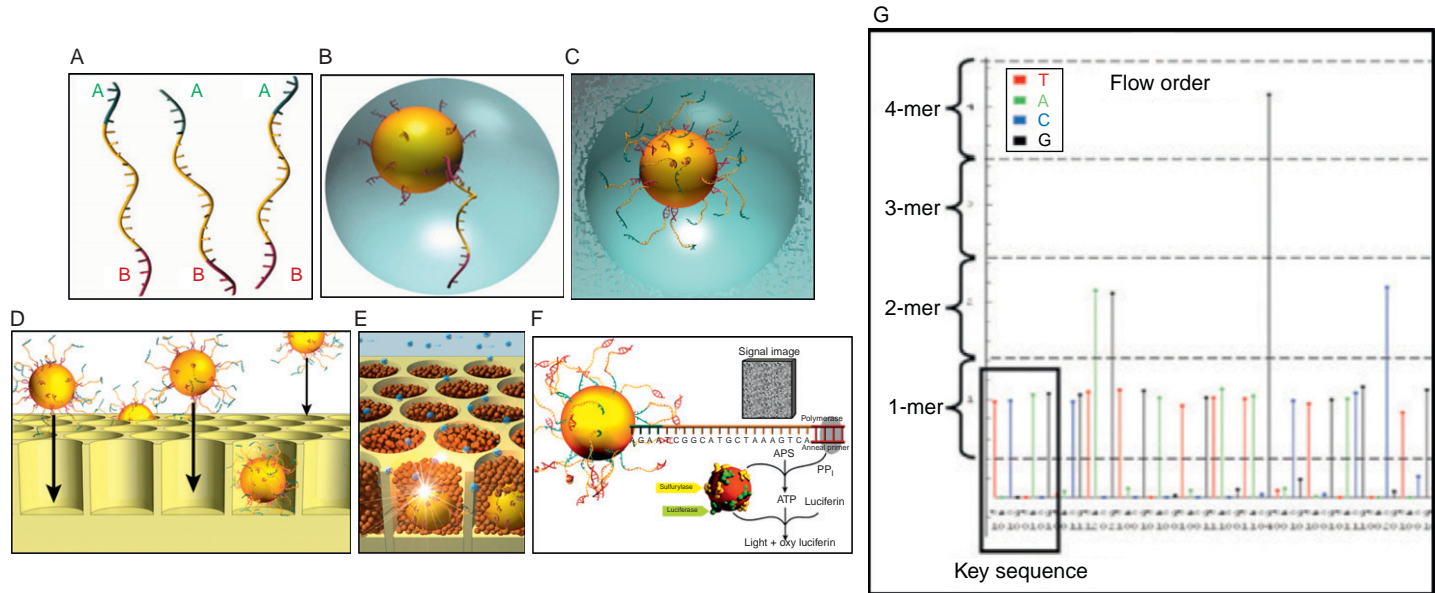 A
A A A
B B B
B
C
D
E
F
Signal image
Polymerase
AGAATCGGCATGCTAAAGTCA
Anneal primer
APS
PPI
Sulfurylase
ATP
Luciferin
Luciferase
Light + oxy luciferin
G
T
A
C
G
Flow order
4-mer
3-mer
2-mer
1-mer
Key sequence